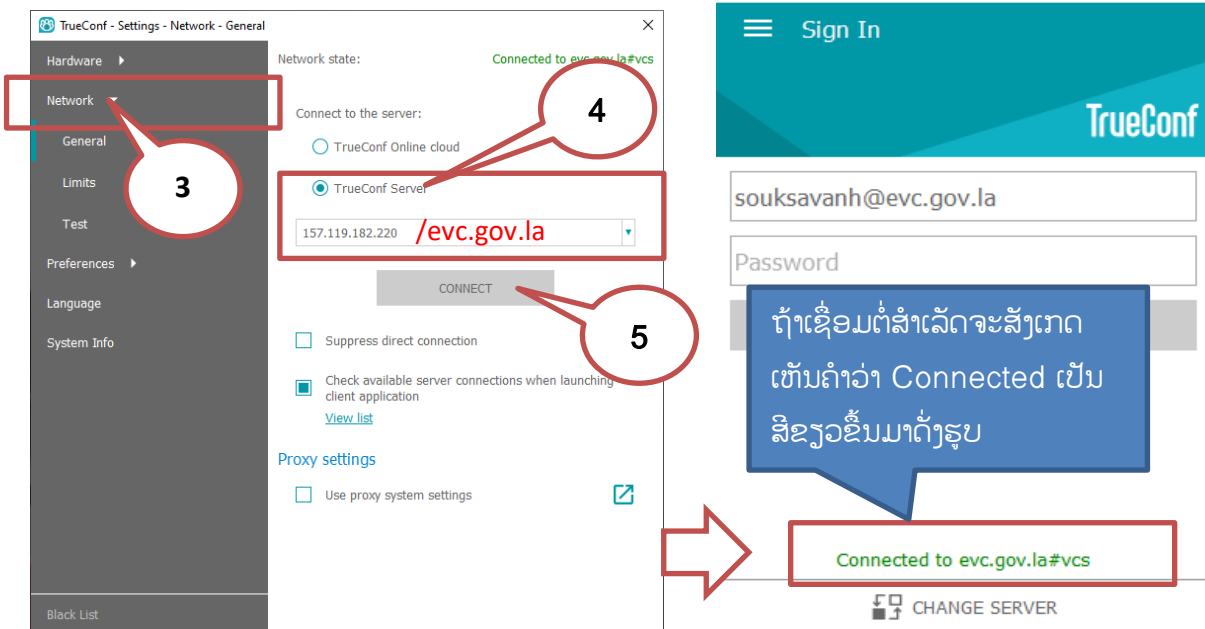 TrueConf - Settings - Network - General
Hardware
Network
General
Limits
Test
Preferences
Language
System Info
Black List
3
Network state:
Connected to evc.gov.la#vcs
4
Connect to the server:
TrueConf Online cloud
TrueConf Server
157.119.182.220 /evc.gov.la
CONNECT
5
Suppress direct connection
Check available server connections when launching
client application
View list
Proxy settings
Use proxy system settings
Sign In
TrueConf
souksavanh@evc.gov.la
Password
ຖ້າເຊື່ອມຕໍ່ສຳເລັດຈະສັງເກດ
ເຫັນຄຳວ່າ Connected ເປັນ
ສີຂຽວຂຶ້ນມາດັ່ງຮູບ
Connected to evc.gov.la#vcs
CHANGE SERVER